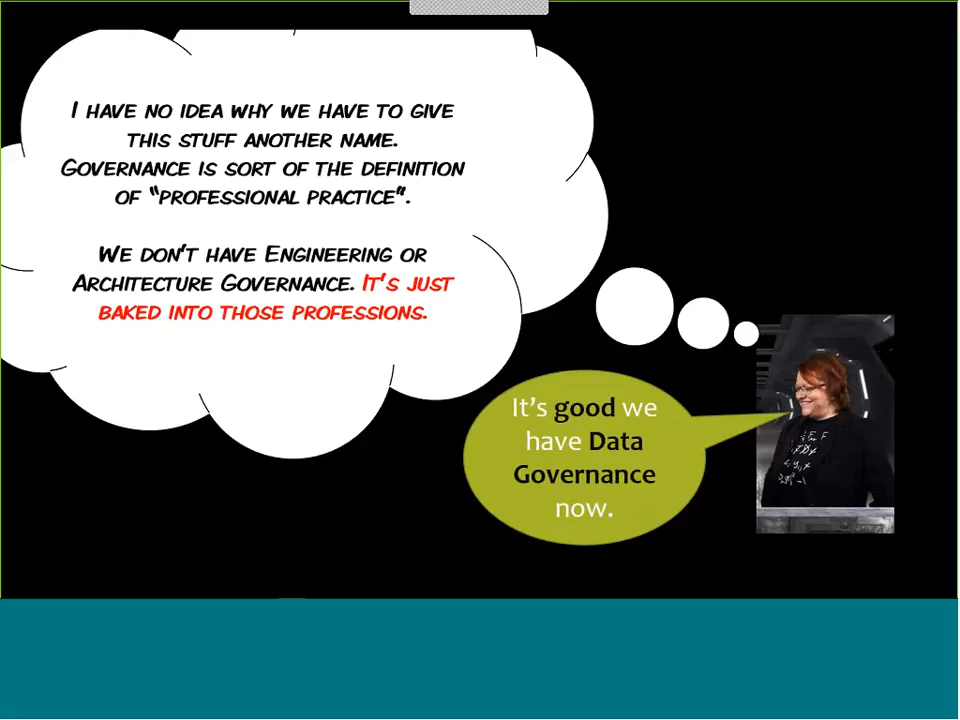 I have no idea why we have to give
this stuff another name.
Governance is sort of the definition
of "professional practice".
We don't have Engineering or
Architecture Governance. It's just
baked into those professions.
It's good we
have Data
Governance
now.